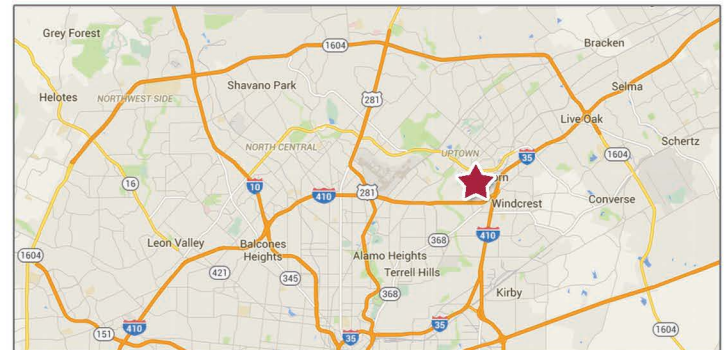 Grey Forest
1604
Bracken
Shavano Park
Selma
Helotes
NORTHWEST SIDE
281
Live Oak
Schertz
NORTH CENTRAL
UPTOWN
35
1604
16
10
410
281
orn
Windcrest
Converse
Leon Valley
Balcones
Heights
368
410
1604
Alamo Heights
421
345
Terrell Hills
368
Kirby
151
410
35
35
1604